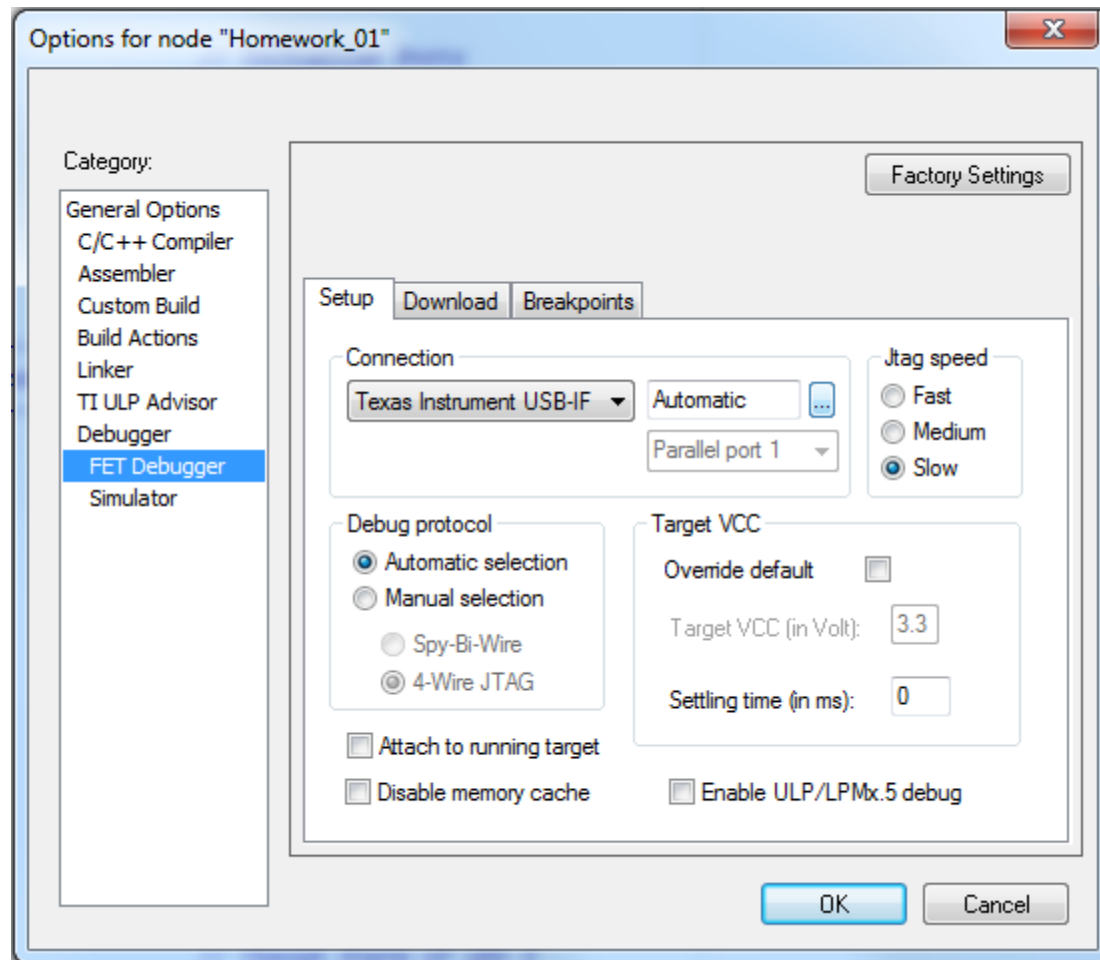 Options for node "Homework_01"
Category:
Factory Settings
General Options
C/C++ Compiler
Assembler
Custom Build
Build Actions
Linker
TI ULP Advisor
Debugger
FET Debugger
Simulator
Setup Download Breakpoints
Connection
Texas Instrument USB-IF Automatic ...
Parallel port 1
Jtag speed
Fast
Medium
Slow
Debug protocol
Automatic selection
Manual selection
Spy-Bi-Wire
4-Wire JTAG
Target VCC
Override default
Target VCC (in Volt): 3.3
Settling time (in ms): 0
Attach to running target
Disable memory cache
Enable ULP/LPMx.5 debug
OK Cancel